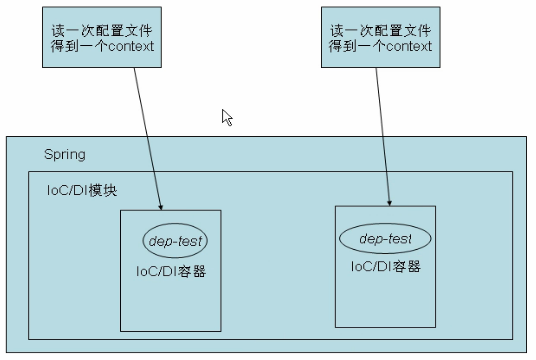 读一次配置文件
得到一个context
读一次配置文件
得到一个context
Spring
IoC/DI模块
dep-test
IoC/DI容器
dep-test
IoC/DI容器